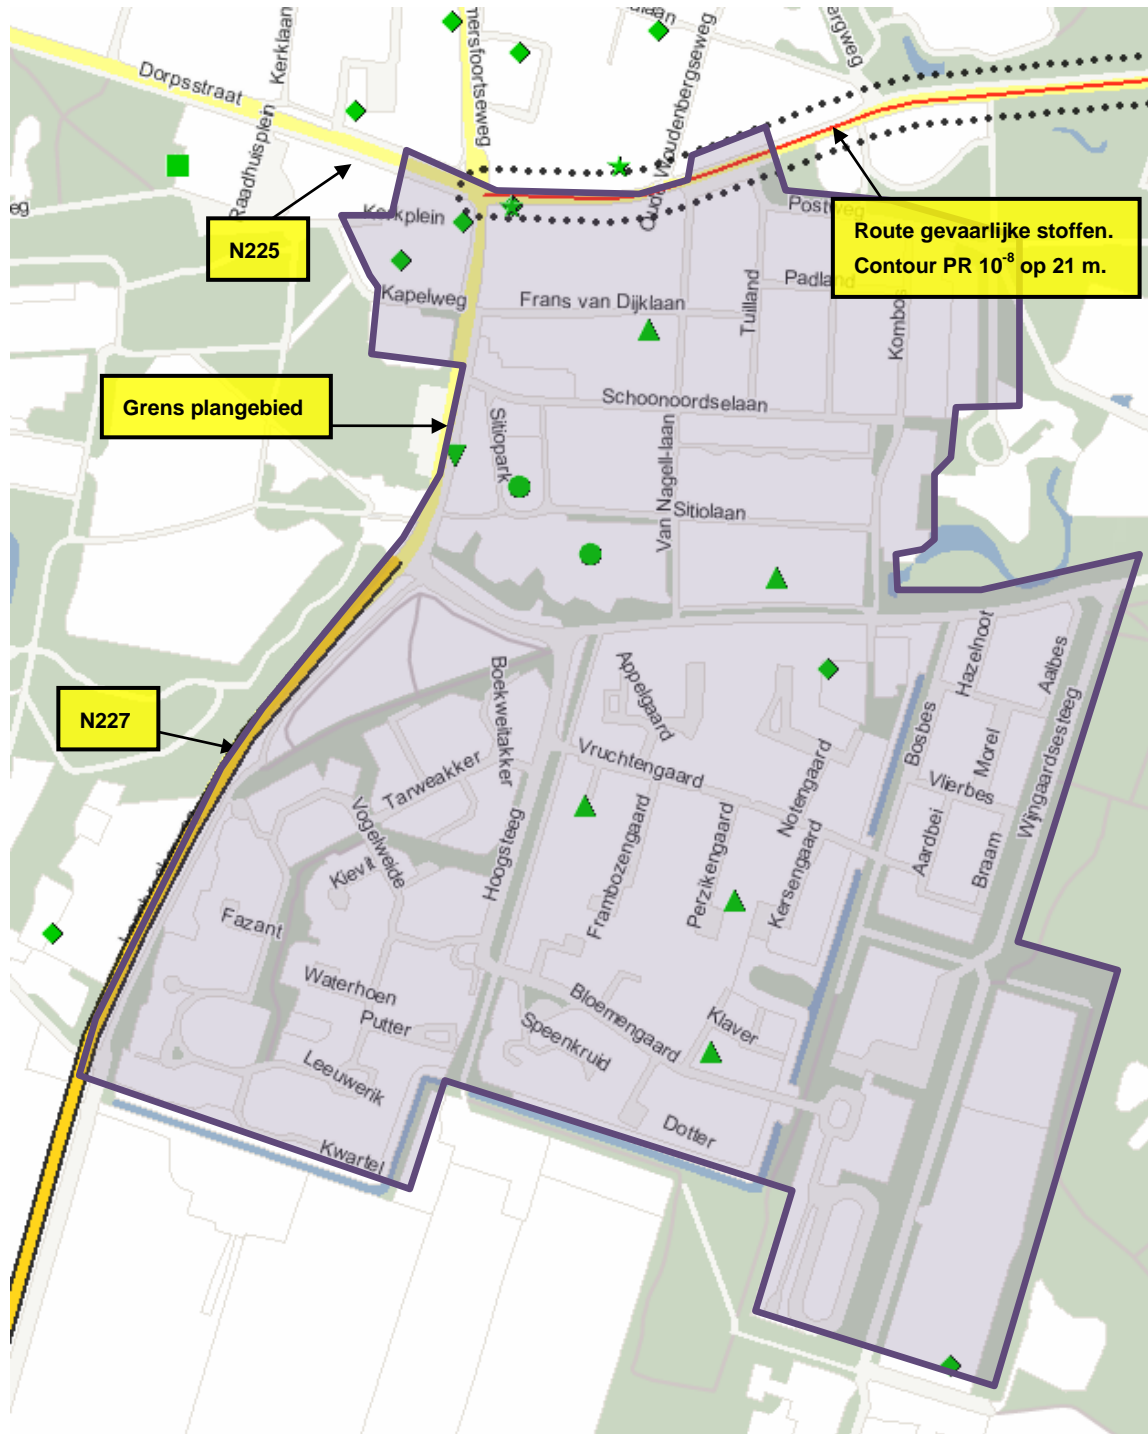 Dorpsstraat
Kerklaan
Raadhuisplein
N225
Kerkplein
Kapelweg
Postweg
Route gevaarlijke stoffen.
Contour PR 10-8 op 21 m.
Padland
Tuilland
Kombos
Frans van Dijklaan
Grens plangebied
Schoonoordselaan
Sitiopark
Van Nagell-laan
Sitiolaan
N227
Appelgaard
Boekweitakker
Tarweakker
Vruchtengaard
Hazelnoot
Aalbes
Bosbes
Morel
Vlierbes
Wijngaardsesteeg
Notengaard
Aardbei
Braam
Vogelweide
Kievit
Hoogsteeg
Frambozengaard
Perzikengaard
Kersengaard
Fazant
Waterhoen
Putter
Leeuwerik
Kwartel
Bloemengaard
Speenkruid
Klaver
Dotter